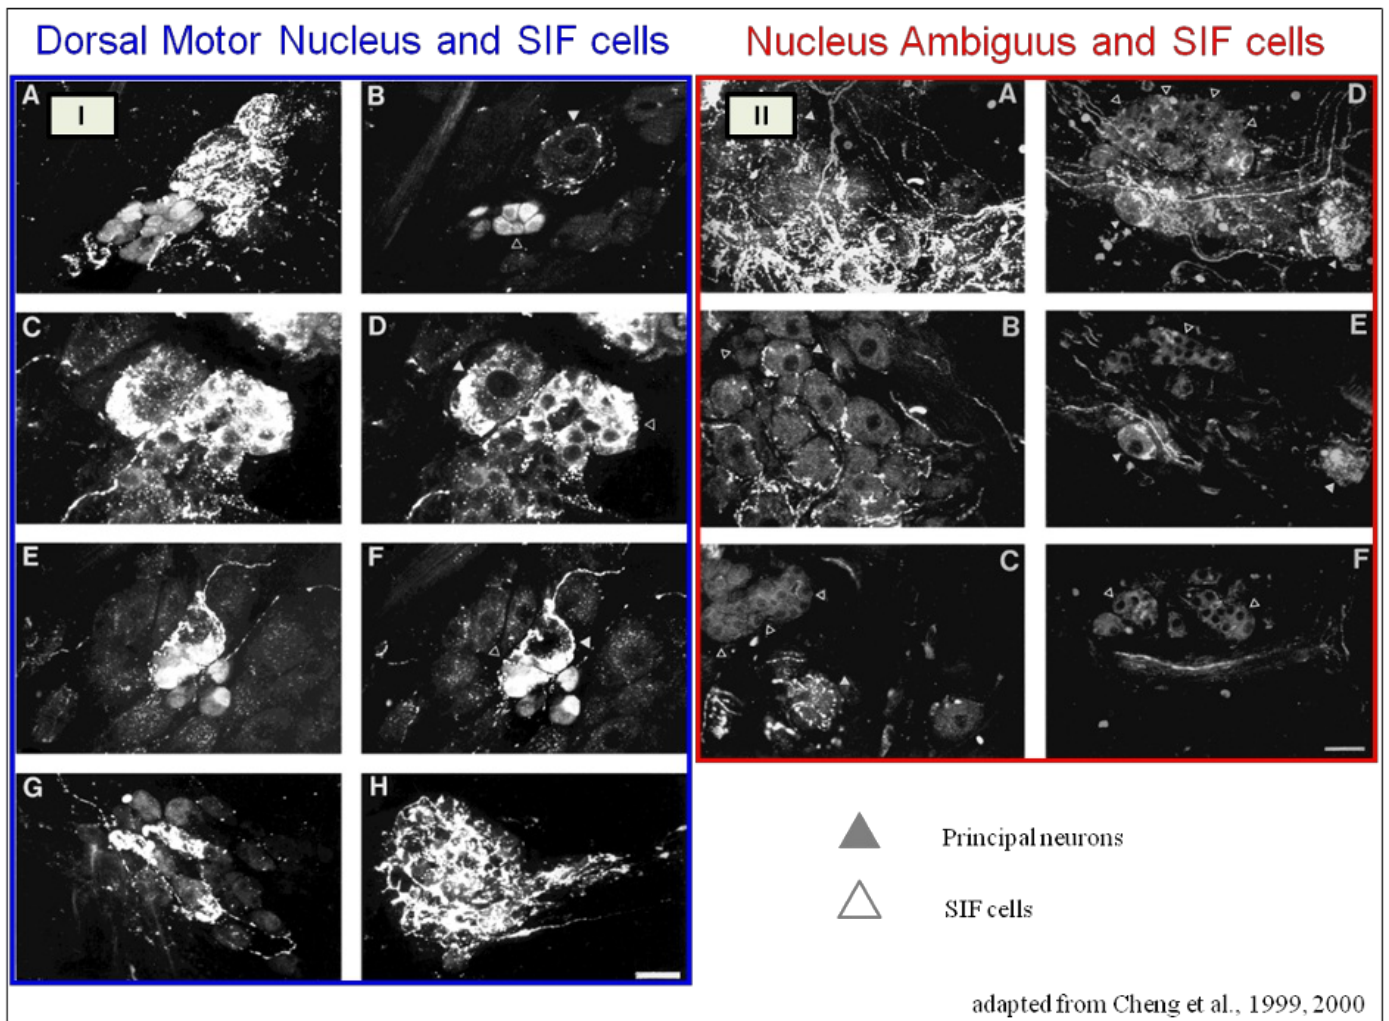 Dorsal Motor Nucleus and SIF cells
Nucleus Ambiguus and SIF cells
A
I
B
C
D
E
F
G
H
II
A
D
B
E
C
F
Principal neurons
SIF cells
adapted from Cheng et al., 1999, 2000